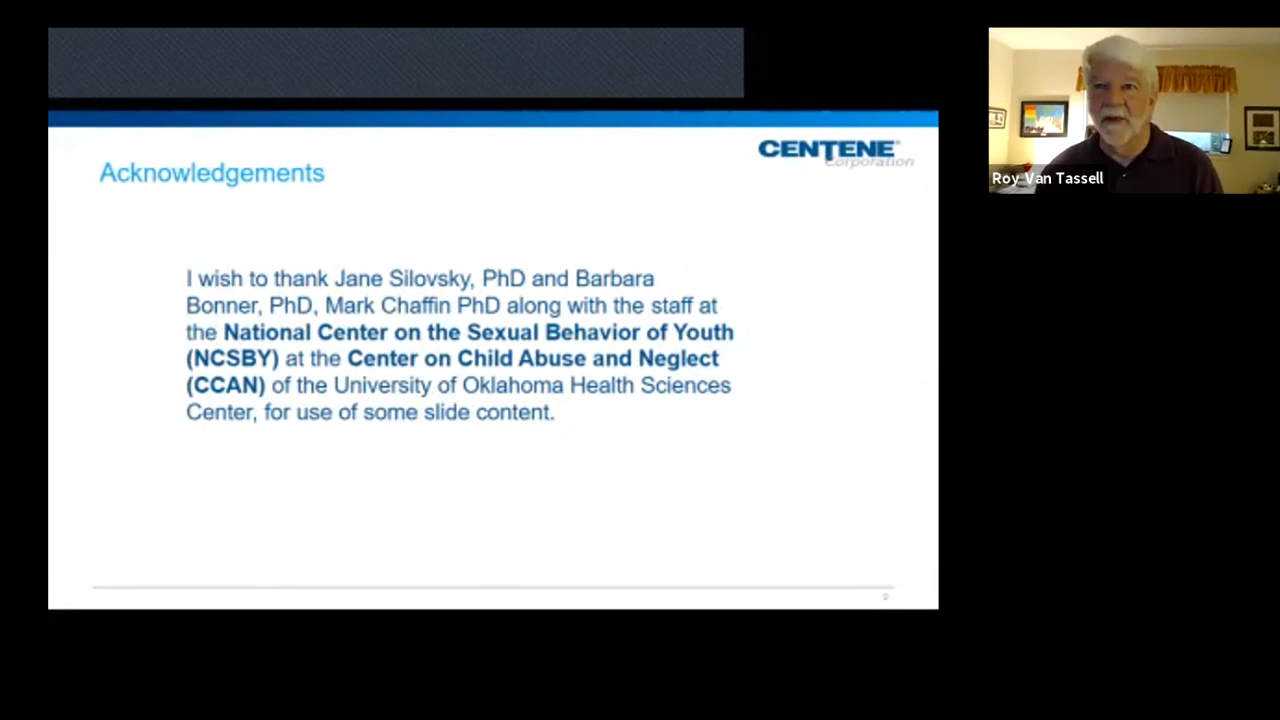 CENTENE®
Corporation
Acknowledgements
I wish to thank Jane Silovsky, PhD and Barbara
Bonner, PhD, Mark Chaffin PhD along with the staff at
the National Center on the Sexual Behavior of Youth
(NCSBY) at the Center on Child Abuse and Neglect
(CCAN) of the University of Oklahoma Health Sciences
Center, for use of some slide content.
Roy Van Tassell